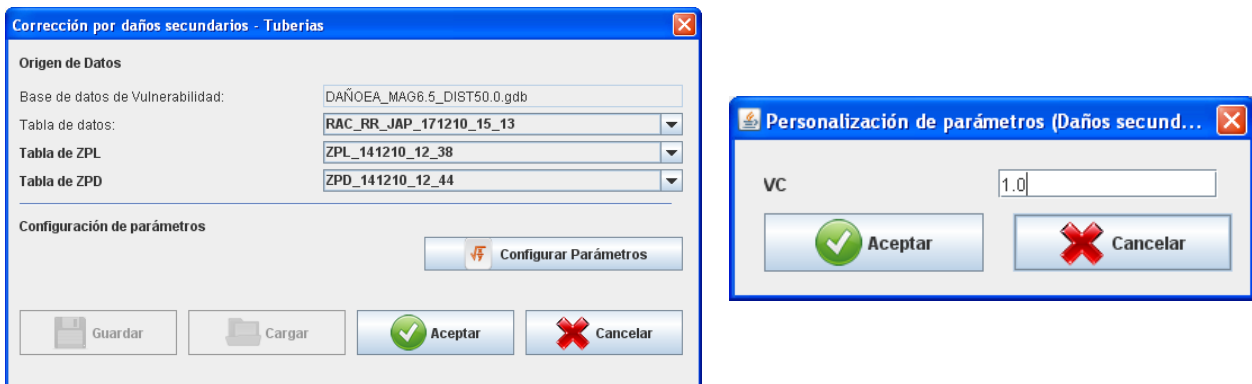 Corrección por daños secundarios - Tuberias
Origen de Datos
Base de datos de Vulnerabilidad: DAÑOEA_MAG6.5_DIST50.0.gdb
Tabla de datos: RAC_RR_JAP_171210_15_13
Tabla de ZPL ZPL_141210_12_38
Tabla de ZPD ZPD_141210_12_44
Configuración de parámetros
Configurar Parámetros
Guardar Cargar Aceptar Cancelar
Personalización de parámetros (Daños secund...
VC 1.0
Aceptar Cancelar